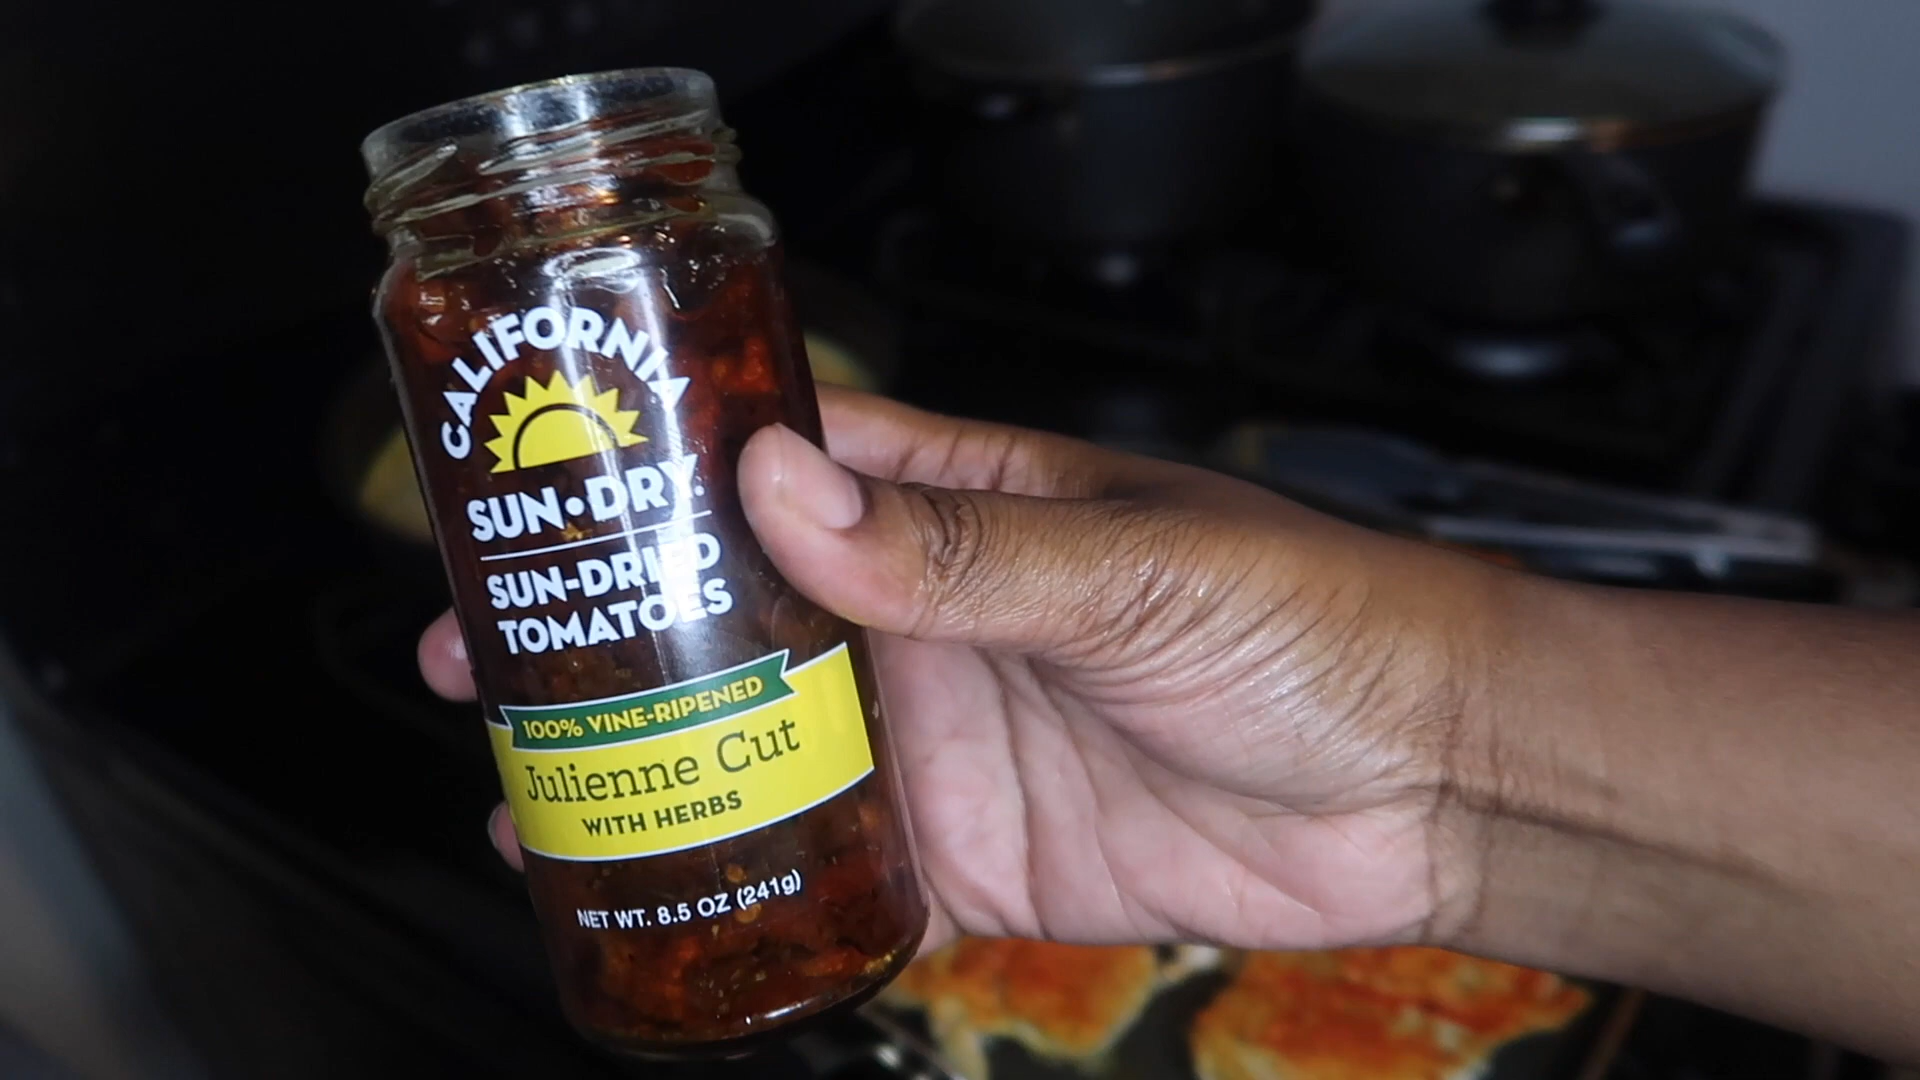 CALIFORNIA
SUN•DRY®
SUN-DRIED
TOMATOES
100% VINE-RIPENED
Julienne Cut
WITH HERBS
NET WT. 8.5 OZ (241g)